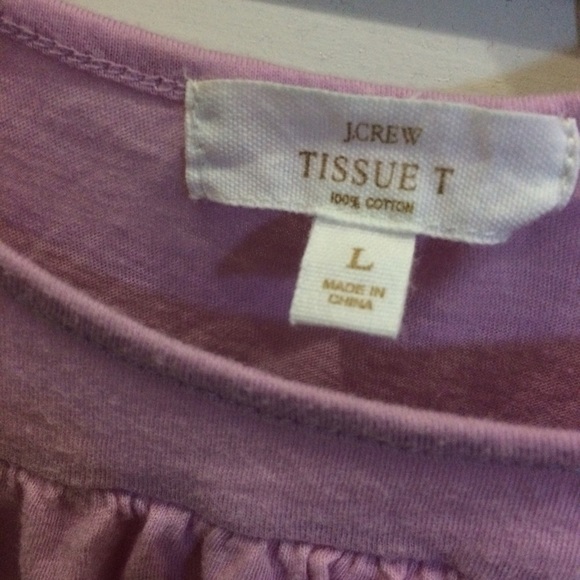 J.CREW
TISSUE T
100% COTTON
L
MADE IN
CHINA